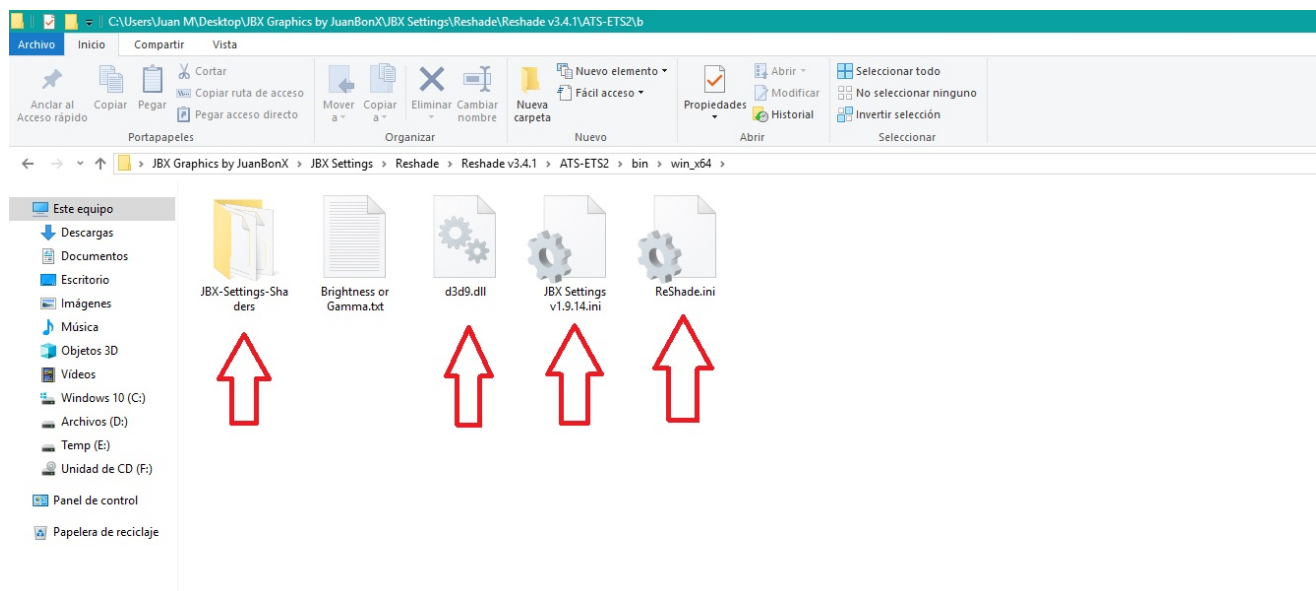 C:\Users\Juan M\Desktop\JBX Graphics by JuanBonX\JBX Settings\Reshade\Reshade v3.4.1\ATS-ETS2\b
Archivo Inicio Compartir Vista
Anclar al
Acceso rápido
Copiar
Pegar
Cortar
Copiar ruta de acceso
Pegar acceso directo
Portapapeles
Mover
a
Copiar
a
Eliminar
Cambiar
nombre
Organizar
Nueva
carpeta
Nuevo elemento
Fácil acceso
Nuevo
Propiedades
Abrir
Modificar
Historial
Abrir
Seleccionar todo
No seleccionar ninguno
Invertir selección
Seleccionar
JBX Graphics by JuanBonX > JBX Settings > Reshade > Reshade v3.4.1 > ATS-ETS2 > bin > win_x64 >
Este equipo
Descargas
Documentos
Escritorio
Imágenes
Música
Objetos 3D
Vídeos
Windows 10 (C:)
Archivos (D:)
Temp (E:)
Unidad de CD (F:)
Panel de control
Papelera de reciclaje
JBX-Settings-Sha
ders
Brightness or
Gamma.txt
d3d9.dll
JBX Settings
v1.9.14.ini
ReShade.ini